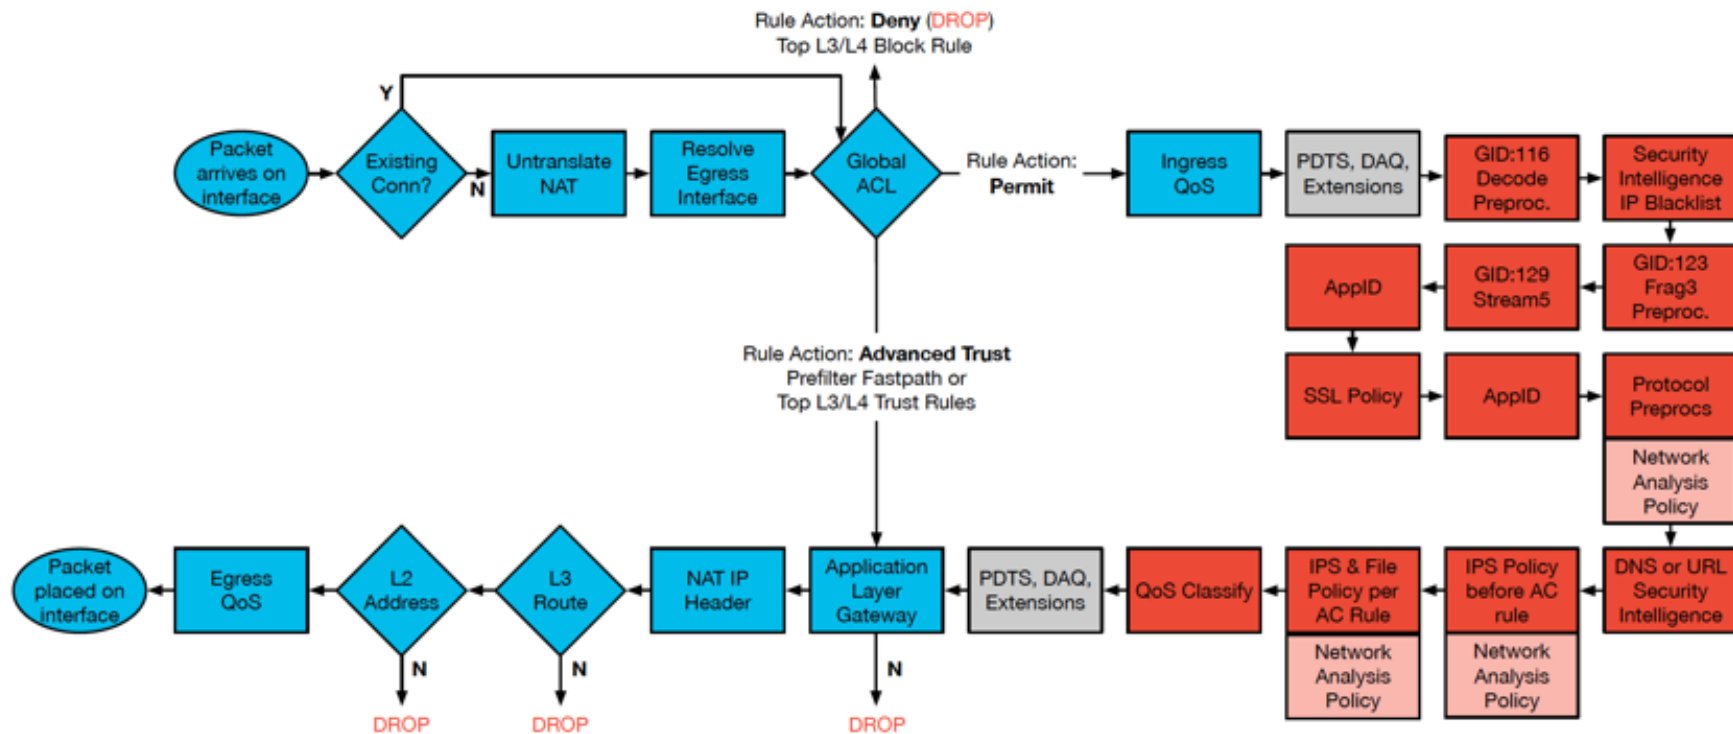 Rule Action: Deny (DROP)
Top L3/L4 Block Rule
Y
Packet
arrives on
interface
Existing
Conn?
N
Untranslate
NAT
Resolve
Egress
Interface
Global
ACL
Rule Action:
Permit
Ingress
QoS
PDTS, DAQ,
Extensions
GID:116
Decode
Preproc.
Security
Intelligence
IP Blacklist
AppID
GID:129
Stream5
GID:123
Frag3
Preproc.
Rule Action: Advanced Trust
Prefilter Fastpath or
Top L3/L4 Trust Rules
SSL Policy
AppID
Protocol
Preprocs
Network
Analysis
Policy
Packet
placed on
interface
Egress
QoS
L2
Address
L3
Route
NAT IP
Header
Application
Layer
Gateway
PDTS, DAQ,
Extensions
QoS Classify
IPS & File
Policy per
AC Rule
IPS Policy
before AC
rule
DNS or URL
Security
Intelligence
Network
Analysis
Policy
Network
Analysis
Policy
N
N
N
DROP
DROP
DROP